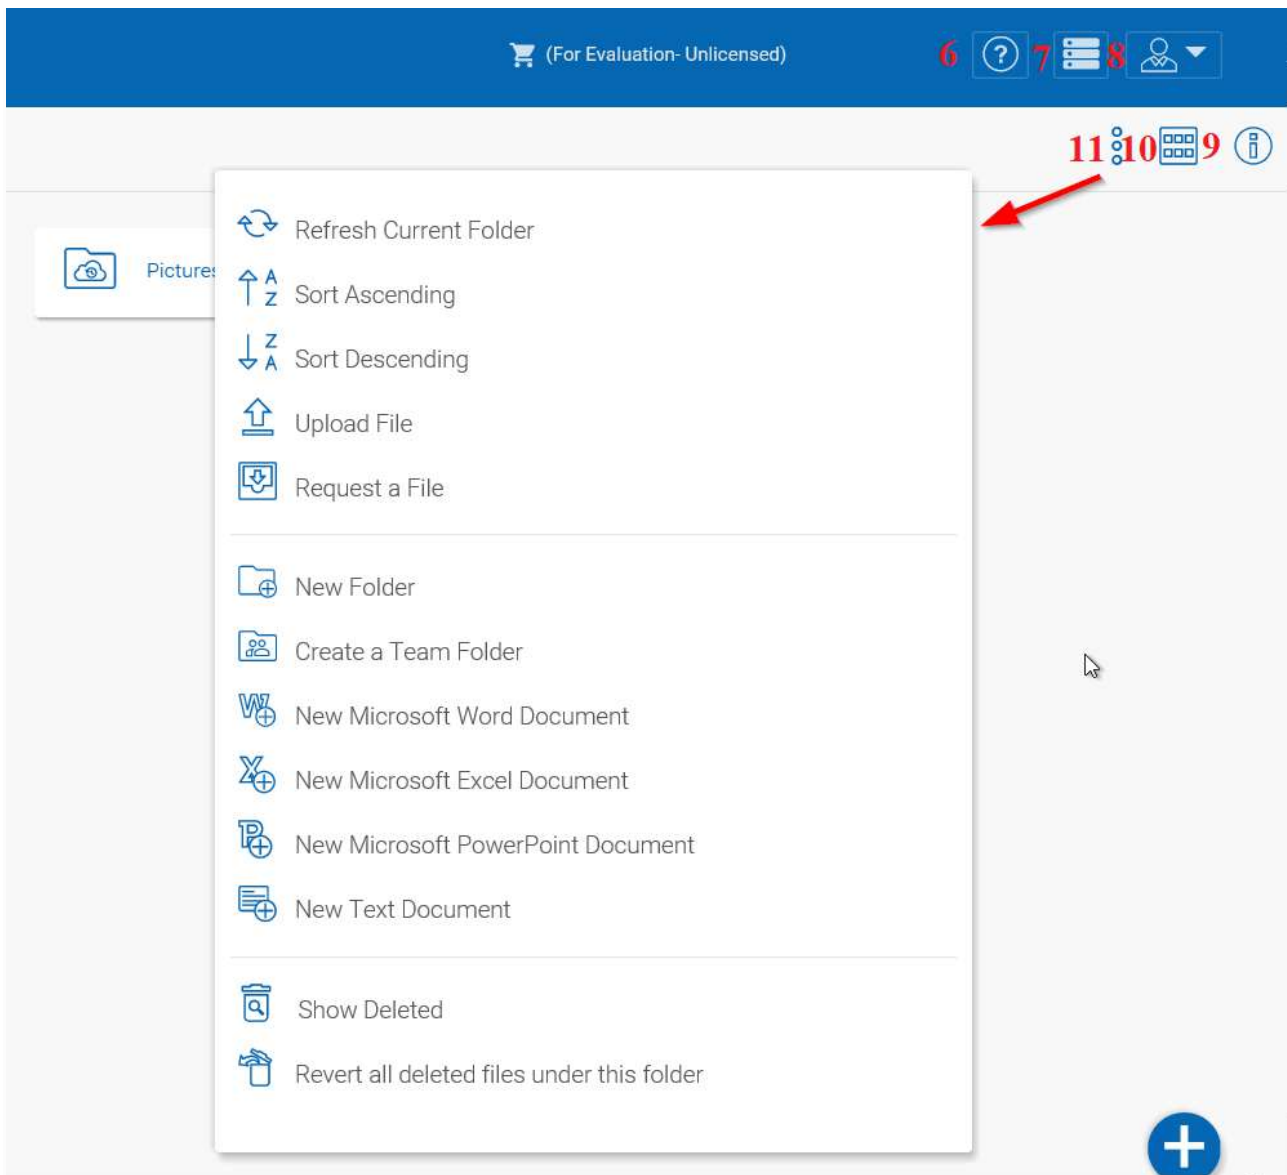 (For Evaluation- Unlicensed) 6 7 8
11 10 9
Refresh Current Folder
Pictures
Sort Ascending
Sort Descending
Upload File
Request a File
New Folder
Create a Team Folder
New Microsoft Word Document
New Microsoft Excel Document
New Microsoft PowerPoint Document
New Text Document
Show Deleted
Revert all deleted files under this folder